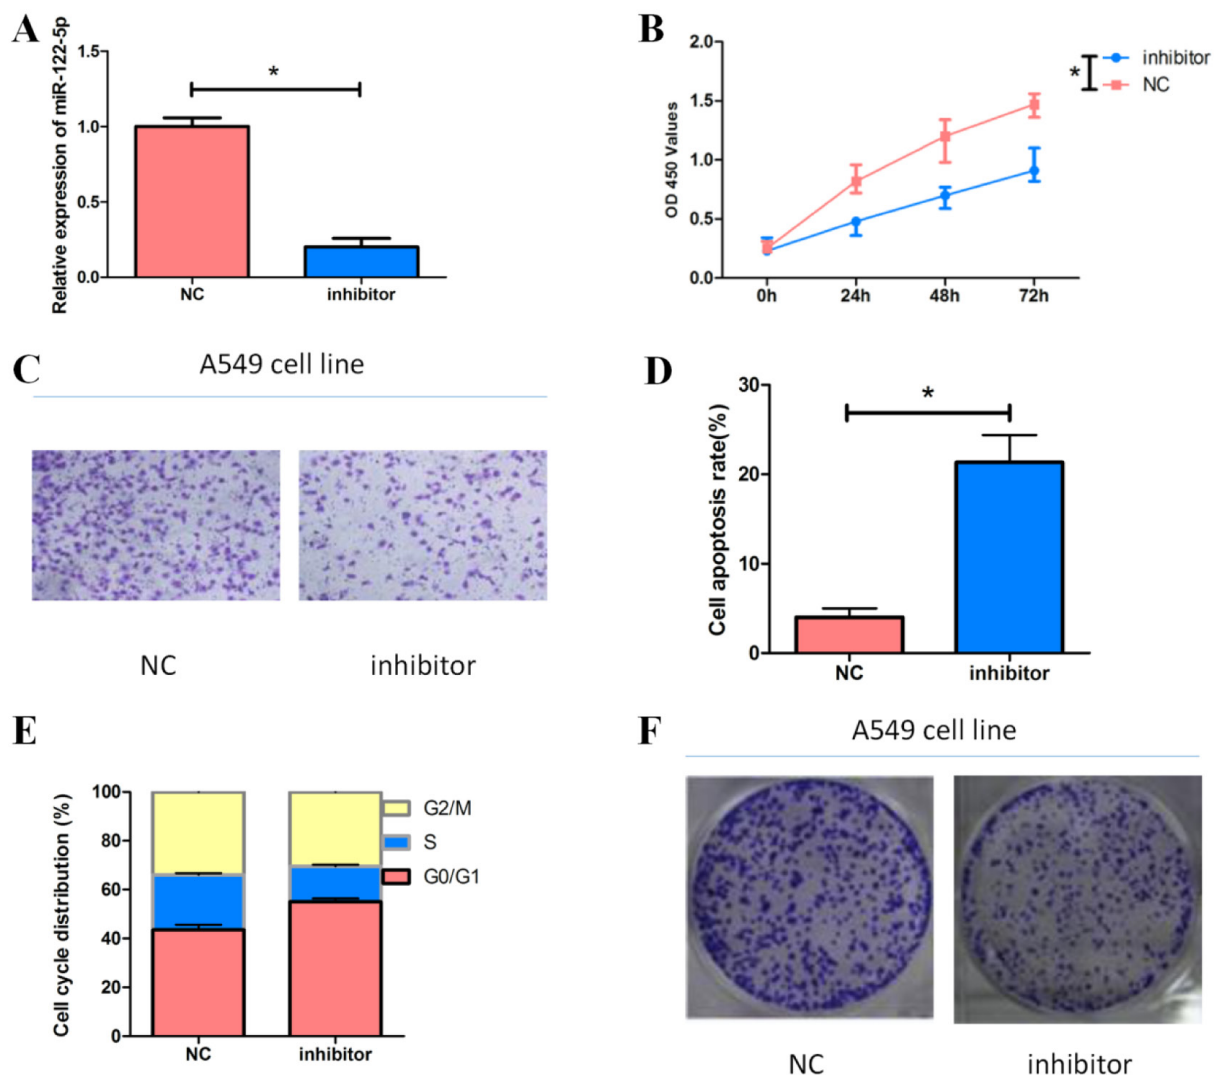 A
Relative expression of miR-122-5p
1.5
1.0
0.5
0.0
*
NC
inhibitor
B
OD 450 Values
2.0
1.5
1.0
0.5
0.0
0h
24h
48h
72h
*
inhibitor
NC
C
A549 cell line
NC
inhibitor
D
Cell apoptosis rate(%)
30
20
10
0
*
NC
inhibitor
E
Cell cycle distribution (%)
100
80
60
40
20
0
NC
inhibitor
G2/M
S
G0/G1
F
A549 cell line
NC
inhibitor